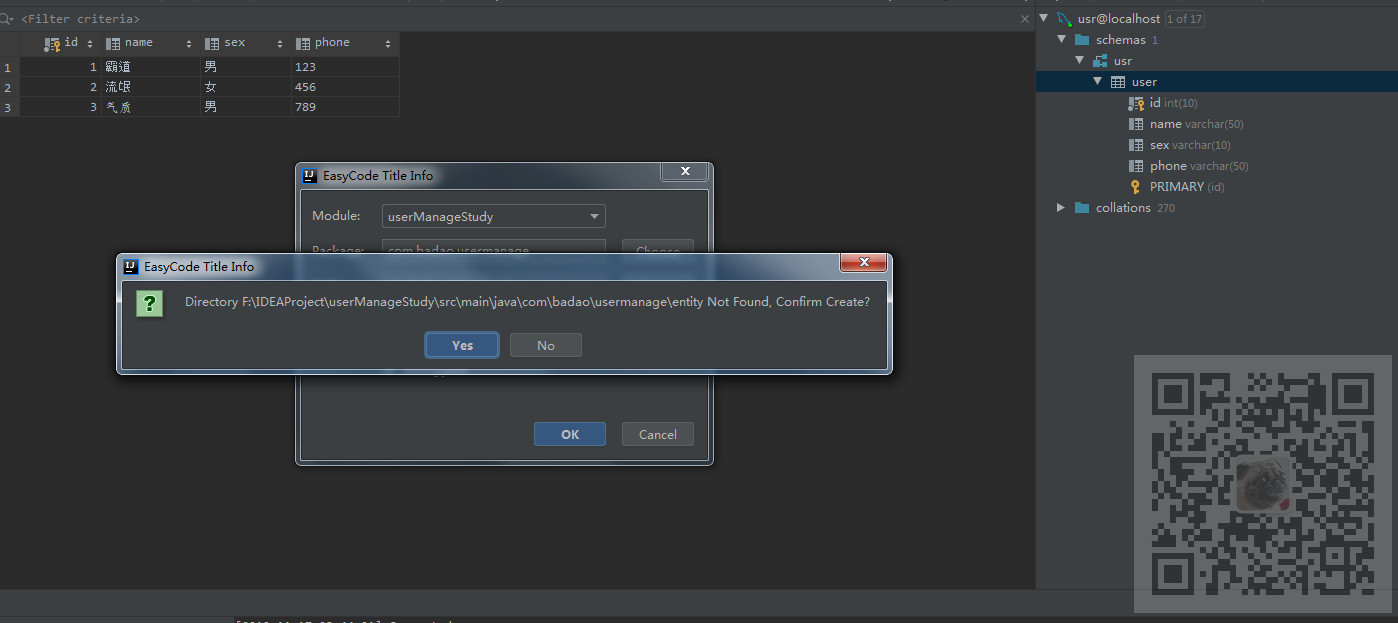 <Filter criteria>
id name sex phone
1 1 霸道 男 123
2 2 流氓 女 456
3 3 气质 男 789
EasyCode Title Info
Module: userManageStudy
Package: com.badao.usermanage Choose
EasyCode Title Info
Directory F:\IDEAProject\userManageStudy\src\main\java\com\badao\usermanage\entity Not Found, Confirm Create?
Yes No
OK Cancel
usr@localhost 1 of 17
schemas 1
usr
user
id int(10)
name varchar(50)
sex varchar(10)
phone varchar(50)
PRIMARY (id)
collations 270